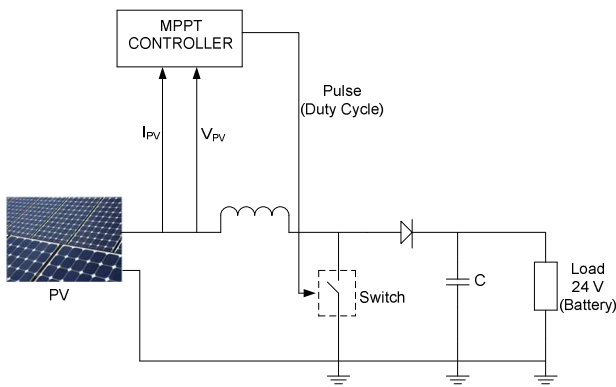 MPPT
CONTROLLER
Pulse
(Duty Cycle)
IPV
VPV
PV
Switch
C
Load
24 V
(Battery)